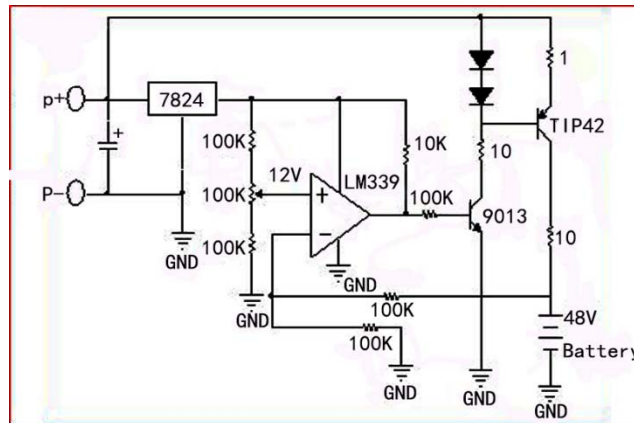 p+
7824
1
+
TIP42
100K
10K
10
P-
100K
12V
LM339
100K
+
9013
100K
-
10
GND
GND
GND
100K
48V
100K
Battery
GND
GND
GND